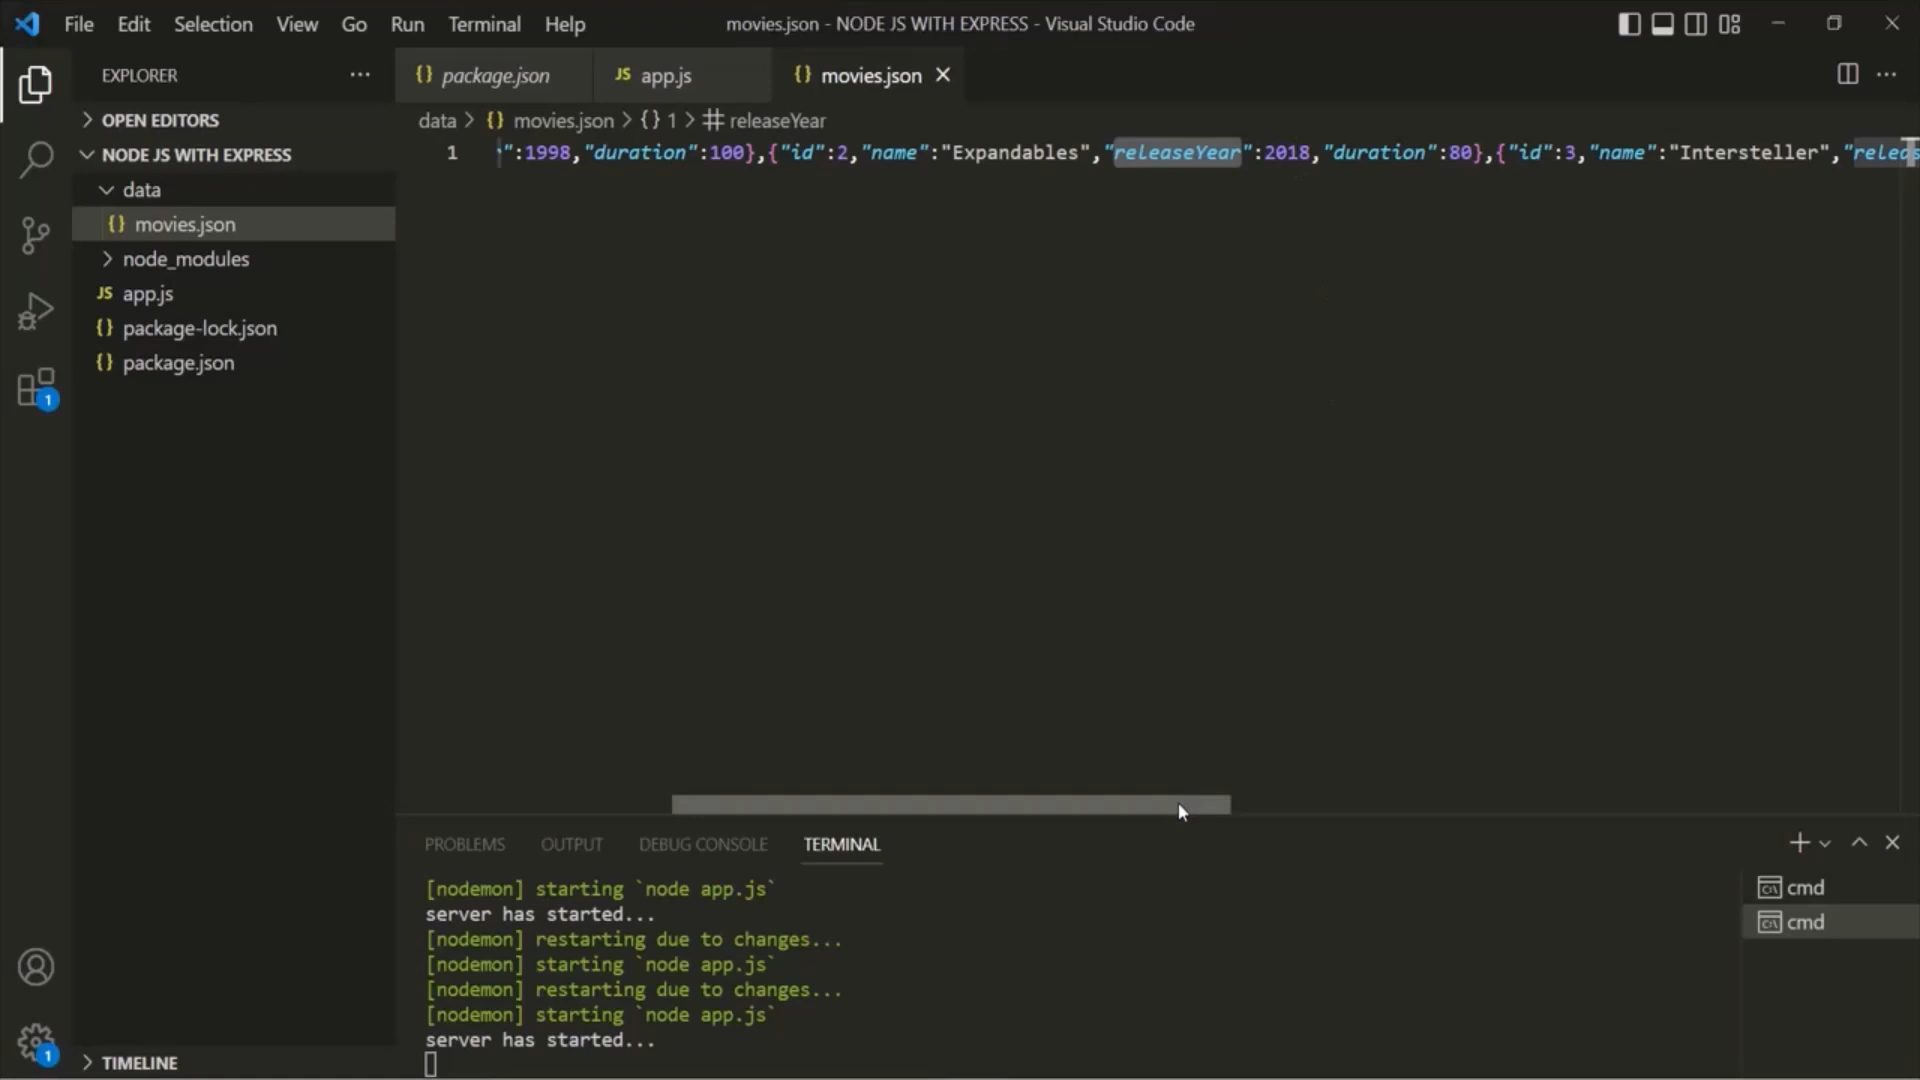 File Edit Selection View Go Run Terminal Help movies.json - NODE JS WITH EXPRESS - Visual Studio Code
EXPLORER
package.json
JS app.js
{} movies.json
OPEN EDITORS
NODE JS WITH EXPRESS
data
{} movies.json
node_modules
JS app.js
{} package-lock.json
{} package.json
TIMELINE
1
1
data > {} movies.json > {} 1 > # releaseYear
1 ":1998,"duration":100},{"id":2,"name":"Expandables","releaseYear":2018,"duration":80},{"id":3,"name":"Intersteller","releas
PROBLEMS OUTPUT DEBUG CONSOLE TERMINAL
[nodemon] starting `node app.js`
server has started...
[nodemon] restarting due to changes...
[nodemon] starting `node app.js`
[nodemon] restarting due to changes...
[nodemon] starting `node app.js`
server has started...
cmd
cmd